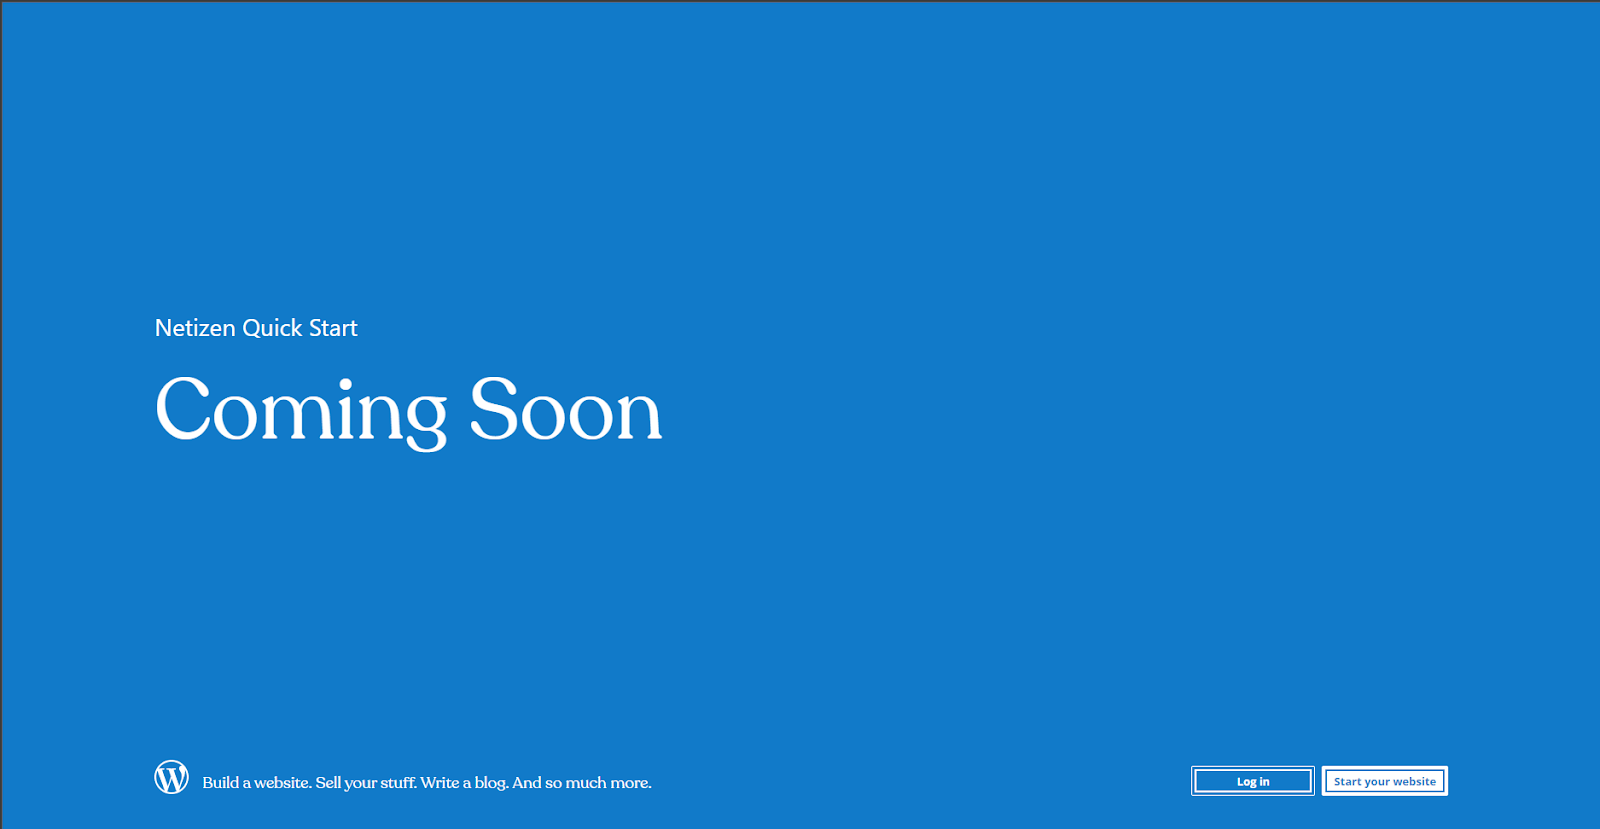 Netizen Quick Start
Coming Soon
Build a website. Sell your stuff. Write a blog. And so much more.
Log in
Start your website